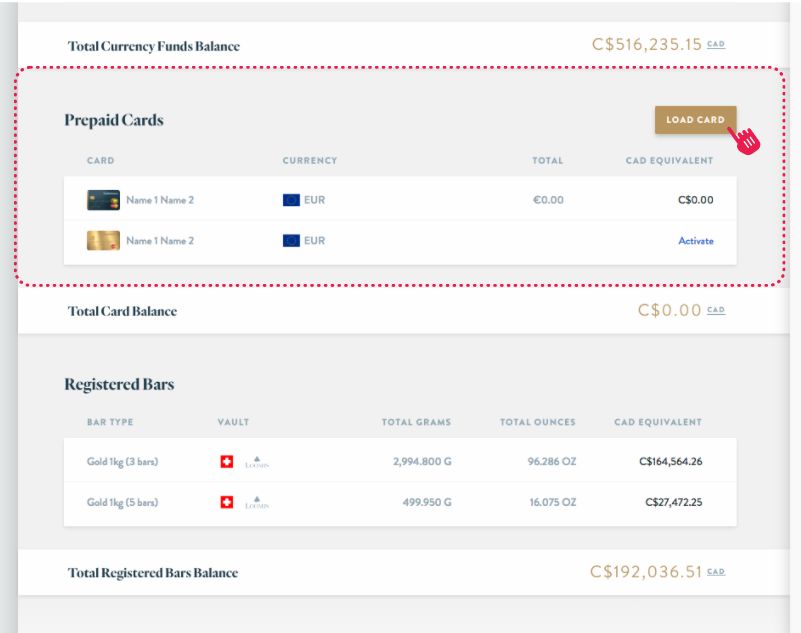 Total Currency Funds Balance C$516,235.15 CAD
Prepaid Cards LOAD CARD
CARD CURRENCY TOTAL CAD EQUIVALENT
Name 1 Name 2 EUR €0.00 C$0.00
Name 1 Name 2 EUR Activate
Total Card Balance C$0.00 CAD
Registered Bars
BAR TYPE VAULT TOTAL GRAMS TOTAL OUNCES CAD EQUIVALENT
Gold 1kg (3 bars) LOOMIS 2,994.800 G 96.286 OZ C$164,564.26
Gold 1kg (5 bars) LOOMIS 499.950 G 16.075 OZ C$27,472.25
Total Registered Bars Balance C$192,036.51 CAD